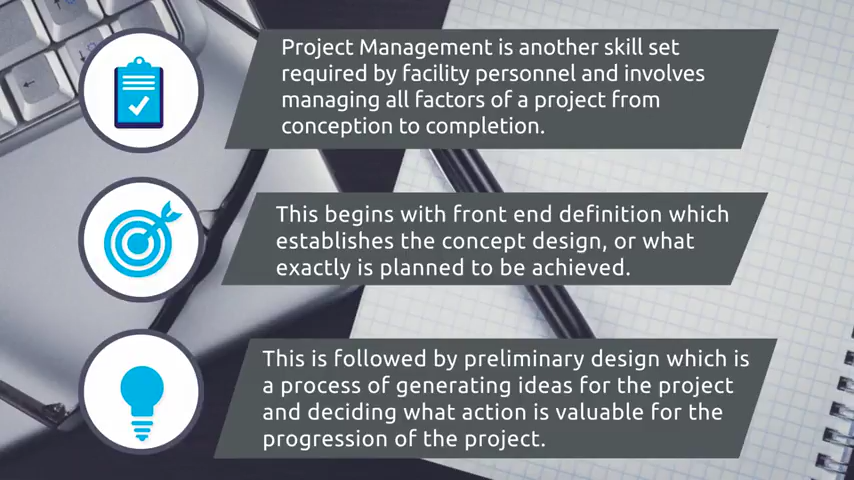 Project Management is another skill set
required by facility personnel and involves
managing all factors of a project from
conception to completion.
This begins with front end definition which
establishes the concept design, or what
exactly is planned to be achieved.
This is followed by preliminary design which is
a process of generating ideas for the project
and deciding what action is valuable for the
progression of the project.